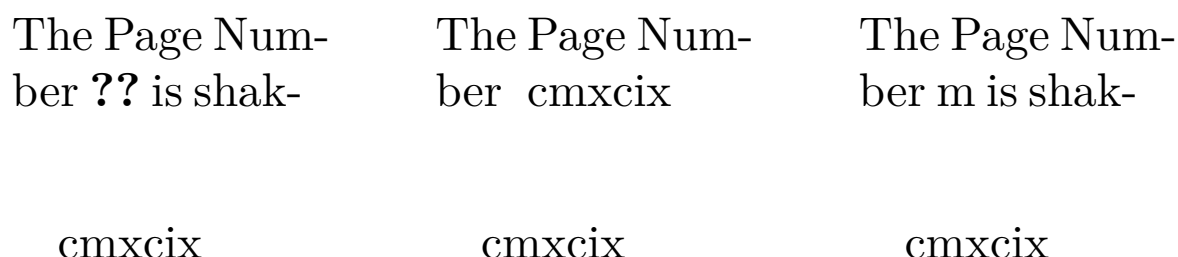 The Page Num-
ber ?? is shak-
cmxcix
The Page Num-
ber cmxcix
cmxcix
The Page Num-
ber m is shak-
cmxcix